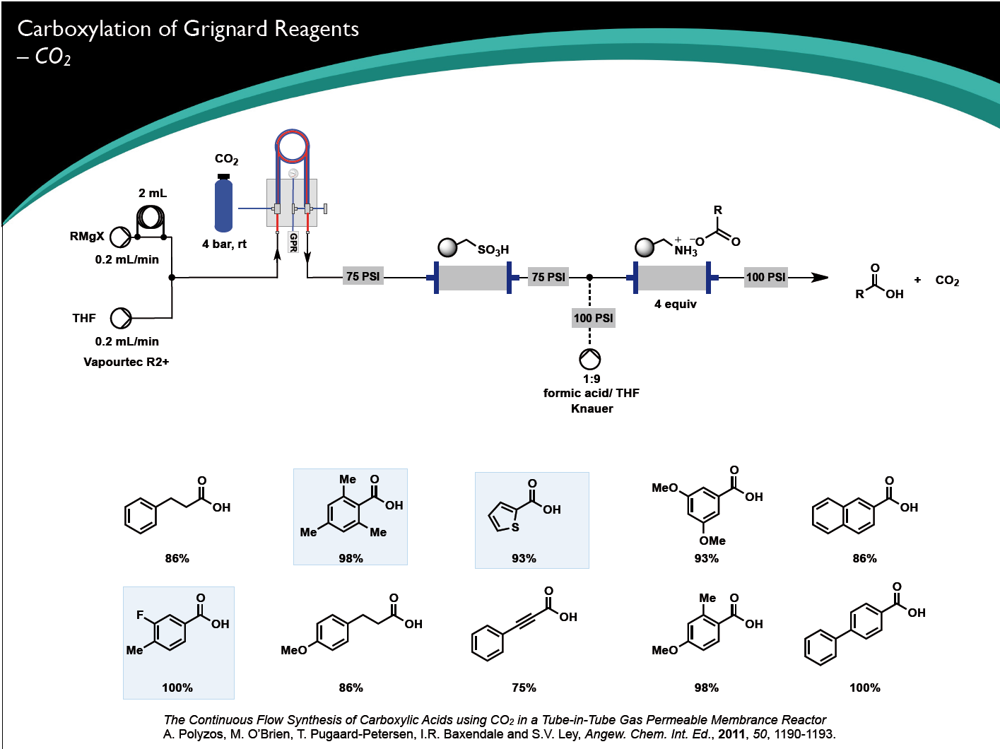 Carboxylation of Grignard Reagents
– CO2
CO2
2 mL
RMgX
0.2 mL/min
4 bar, rt
GPR
THF
0.2 mL/min
Vapourtec R2+
75 PSI
SO3H
75 PSI
100 PSI
1:9
formic acid/ THF
Knauer
R
+
NH3
−O
O
4 equiv
100 PSI
O
R
OH
+
CO2
O
OH
86%
Me
O
OH
Me
Me
98%
O
OH
S
93%
O
MeO
OH
OMe
93%
O
OH
86%
O
F
OH
Me
100%
O
OH
MeO
86%
O
OH
75%
Me
O
OH
MeO
98%
O
OH
100%
The Continuous Flow Synthesis of Carboxylic Acids using CO2 in a Tube-in-Tube Gas Permeable Membrance Reactor
A. Polyzos, M. O’Brien, T. Pugaard-Petersen, I.R. Baxendale and S.V. Ley, Angew. Chem. Int. Ed., 2011, 50, 1190-1193.